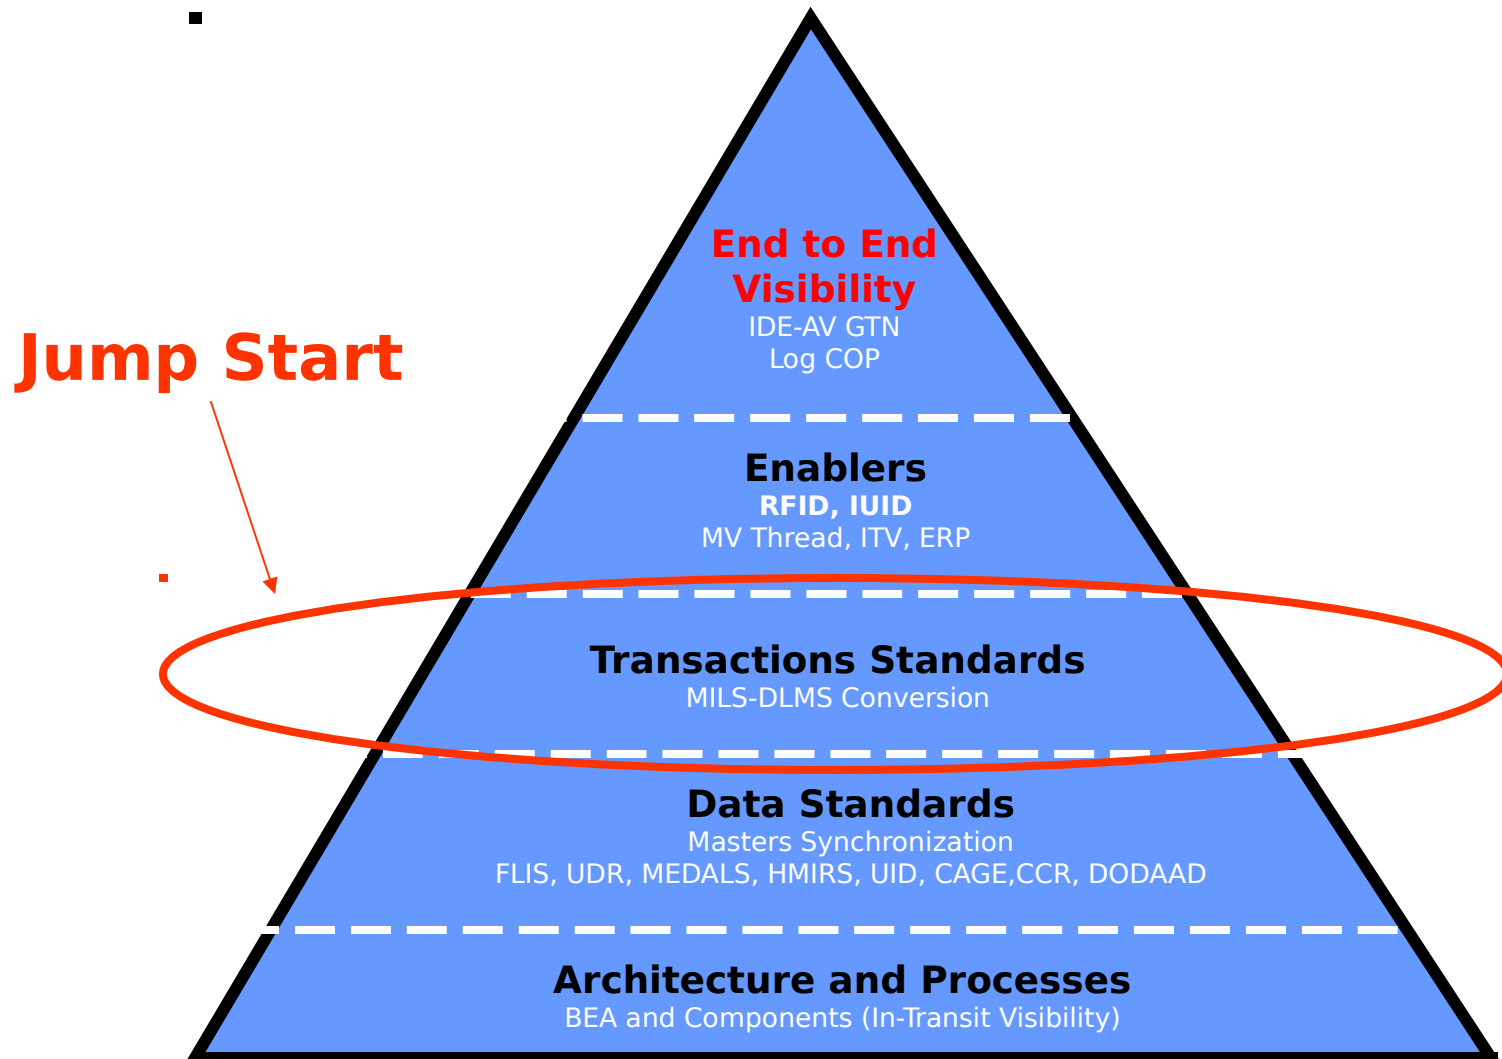 End to End
Visibility
IDE-AV GTN
Log COP
Jump Start
Enablers
RFID, IUID
MV Thread, ITV, ERP
Transactions Standards
MILS-DLMS Conversion
Data Standards
Masters Synchronization
FLIS, UDR, MEDALS, HMIRS, UID, CAGE,CCR, DODAAD
Architecture and Processes
BEA and Components (In-Transit Visibility)